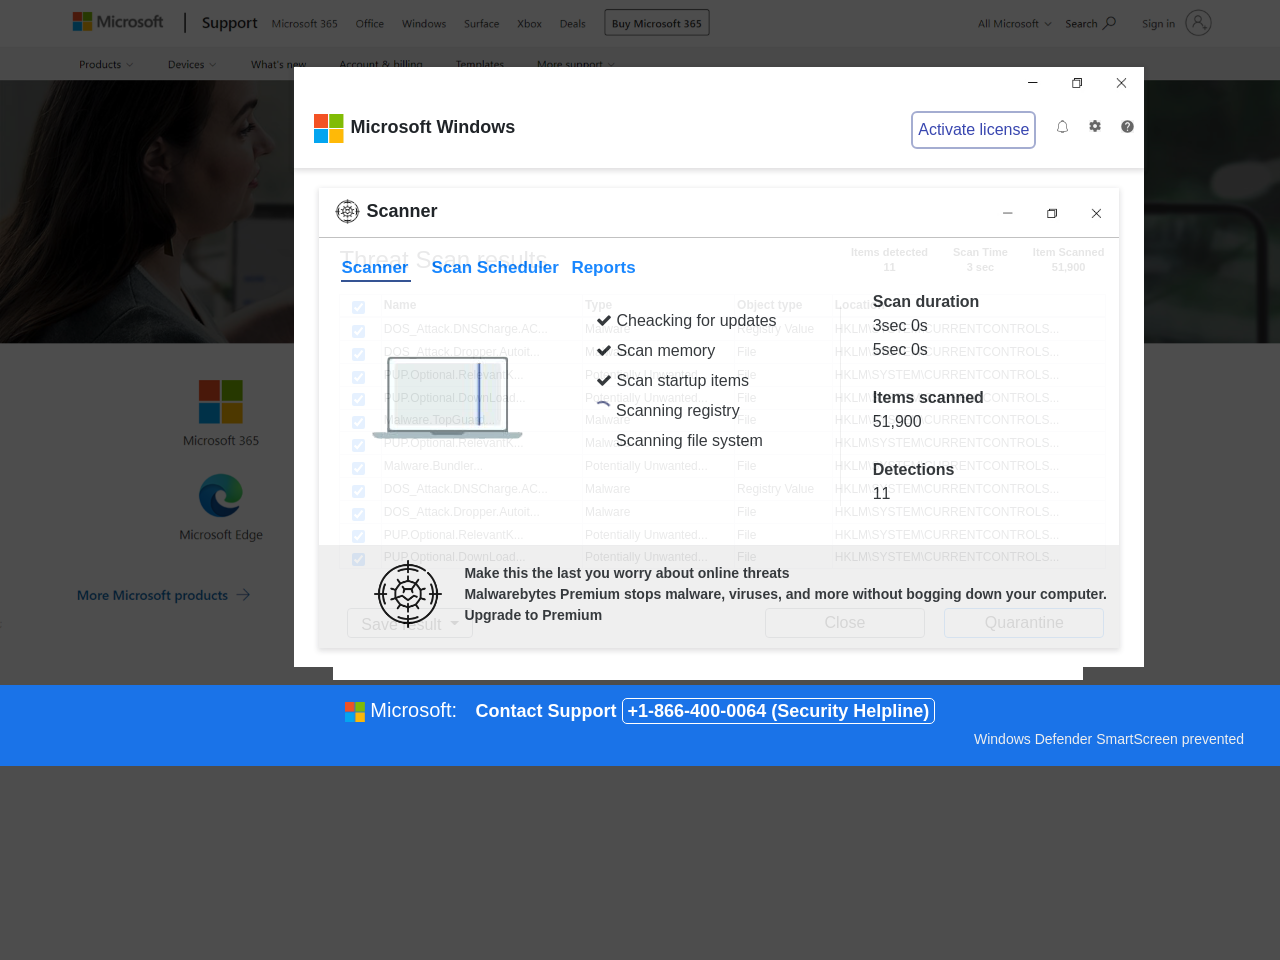 Microsoft Support Microsoft 365 Office Windows Surface Xbox Deals Buy Microsoft 365 All Microsoft Search Sign in
Products Devices What's new Account & billing Templates More support
Microsoft Windows
Activate license
Scanner
Threat Scan results
Items detected Scan Time Item Scanned
11 3 sec 51,900
Scanner Scan Scheduler Reports
Name Type Object type Location
DOS_Attack.DNSCharge.AC... Malware Registry Value HKLM\SYSTEM\CURRENTCONTROLS...
DOS_Attack.Dropper.Autoit... Malware File HKLM\SYSTEM\CURRENTCONTROLS...
PUP.Optional.RelevantK... Potentially Unwanted... File HKLM\SYSTEM\CURRENTCONTROLS...
PUP.Optional.DownLoad... Potentially Unwanted... File HKLM\SYSTEM\CURRENTCONTROLS...
Malware.TopGuard... Malware File HKLM\SYSTEM\CURRENTCONTROLS...
PUP.Optional.RelevantK... Malware File HKLM\SYSTEM\CURRENTCONTROLS...
Malware.Bundler... Potentially Unwanted... File HKLM\SYSTEM\CURRENTCONTROLS...
DOS_Attack.DNSCharge.AC... Malware Registry Value HKLM\SYSTEM\CURRENTCONTROLS...
DOS_Attack.Dropper.Autoit... Malware File HKLM\SYSTEM\CURRENTCONTROLS...
PUP.Optional.RelevantK... Potentially Unwanted... File HKLM\SYSTEM\CURRENTCONTROLS...
PUP.Optional.DownLoad... Potentially Unwanted... File HKLM\SYSTEM\CURRENTCONTROLS...
Cheacking for updates
Scan memory
Scan startup items
Scanning registry
Scanning file system
Scan duration
3sec 0s
5sec 0s
Items scanned
51,900
Detections
11
Make this the last you worry about online threats
Malwarebytes Premium stops malware, viruses, and more without bogging down your computer.
Upgrade to Premium
Save result Close Quarantine
Microsoft 365
Microsoft Edge
More Microsoft products
Microsoft: Contact Support +1-866-400-0064 (Security Helpline)
Windows Defender SmartScreen prevented